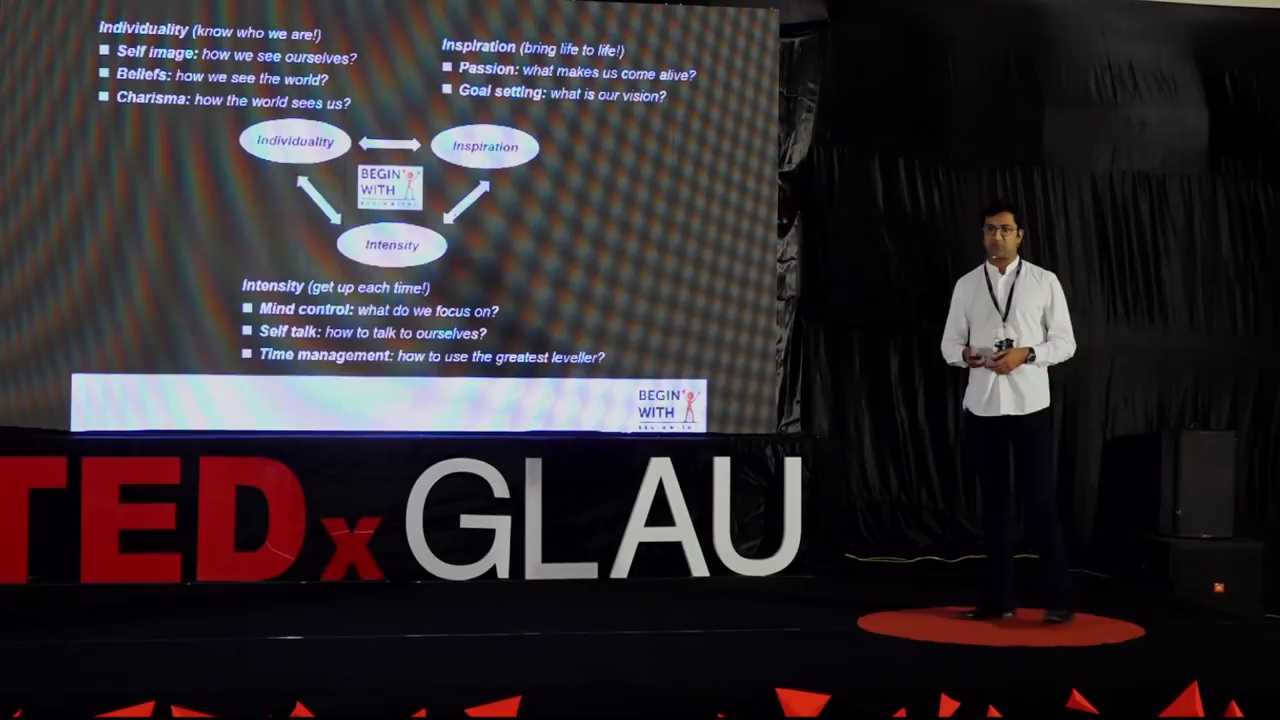 Individuality (know who we are!)
Self image: how we see ourselves?
Beliefs: how we see the world?
Charisma: how the world sees us?
Inspiration (bring life to life!)
Passion: what makes us come alive?
Goal setting: what is our vision?
Individuality
Inspiration
BEGIN
WITH
Intensity
Intensity (get up each time!)
Mind control: what do we focus on?
Self talk: how to talk to ourselves?
Time management: how to use the greatest leveller?
BEGIN
WITH
TEDx GLAU